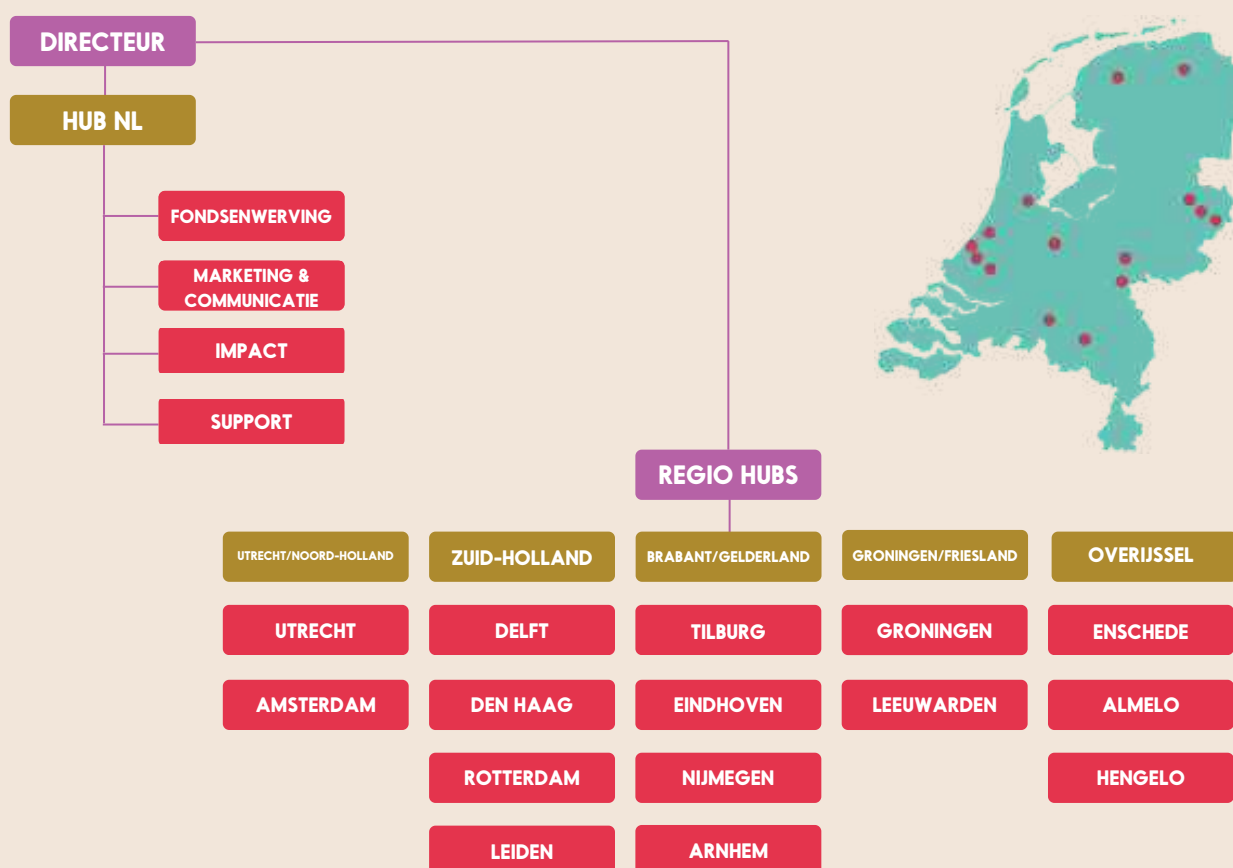 DIRECTEUR
HUB NL
FONDSENWERVING
MARKETING &
COMMUNICATIE
IMPACT
SUPPORT
REGIO HUBS
UTRECHT/NOORD-HOLLAND
ZUID-HOLLAND
BRABANT/GELDERLAND
GRONINGEN/FRIESLAND
OVERIJSSEL
UTRECHT
DELFT
TILBURG
GRONINGEN
ENSCHEDE
AMSTERDAM
DEN HAAG
EINDHOVEN
LEEUWARDEN
ALMELO
ROTTERDAM
NIJMEGEN
HENGELO
LEIDEN
ARNHEM